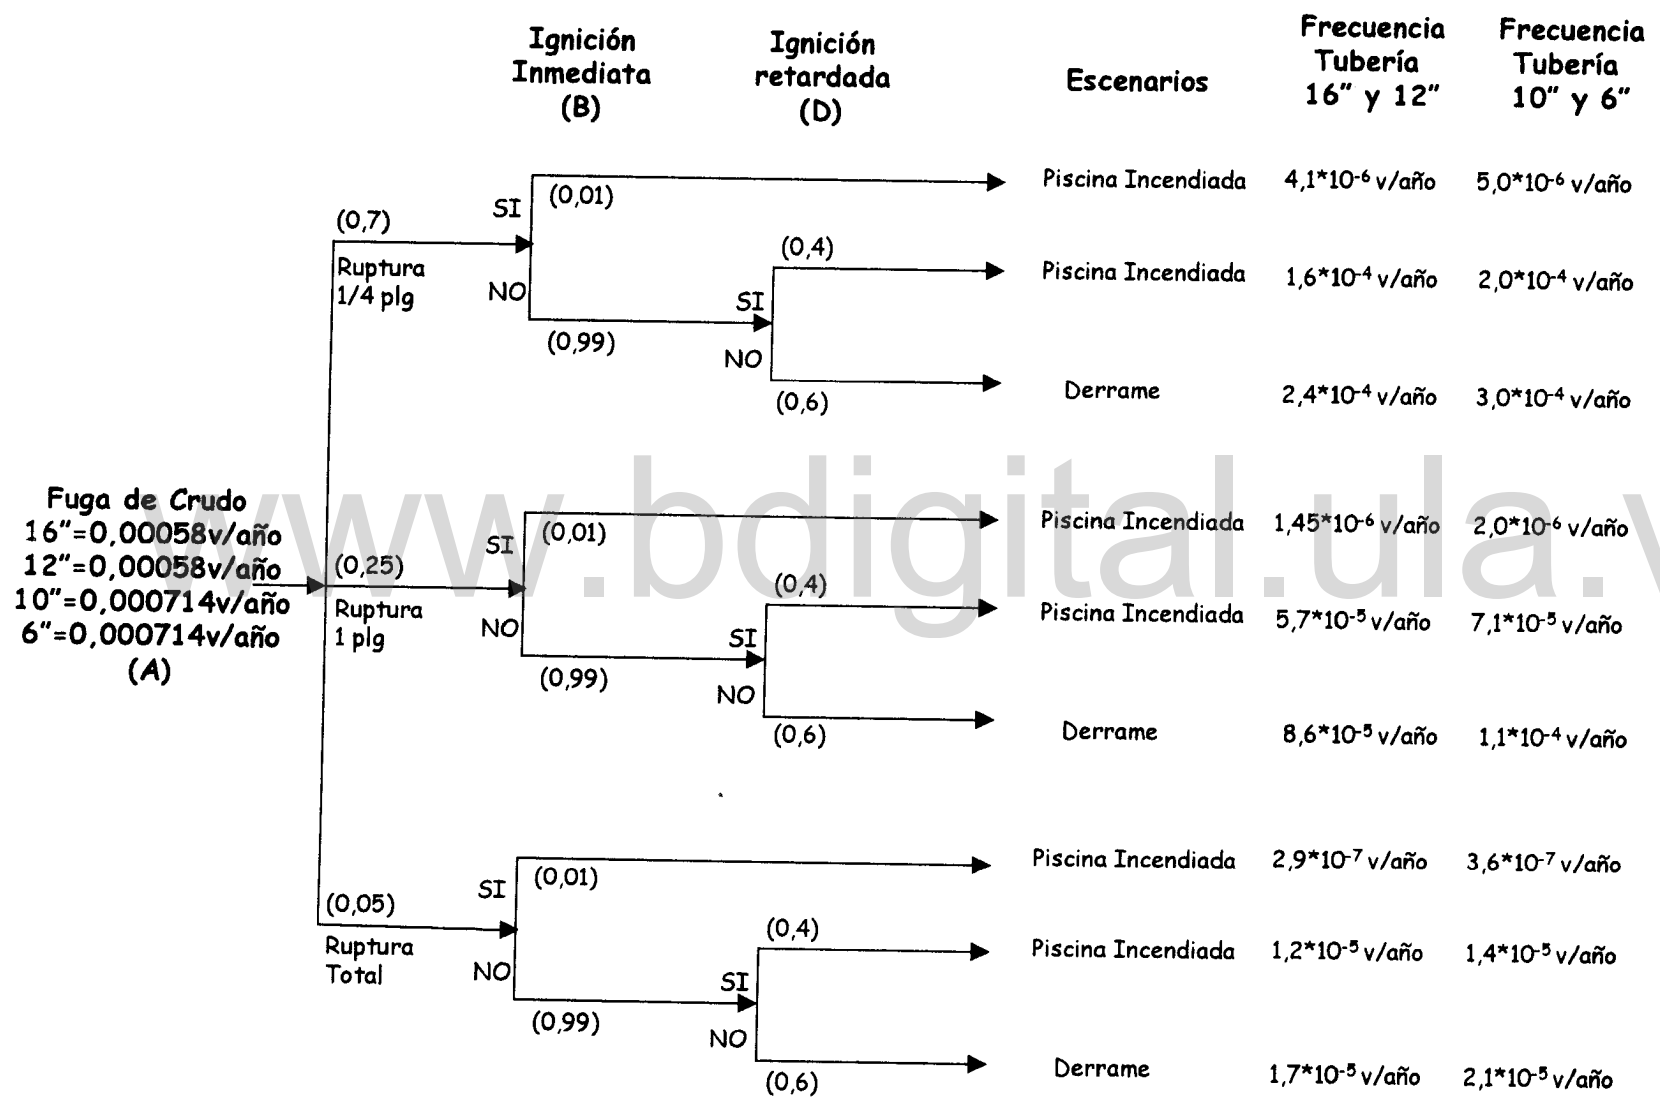 Ignición
Inmediata
(B)
Ignición
retardada
(D)
Escenarios
Frecuencia
Tubería
16" y 12"
Frecuencia
Tubería
10" y 6"
(0,7)
Ruptura
1/4 plg
SI
NO
(0,01)
(0,99)
SI
NO
(0,4)
(0,6)
Piscina Incendiada 4,1*10-6 v/año 5,0*10-6 v/año
Piscina Incendiada 1,6*10-4 v/año 2,0*10-4 v/año
Derrame 2,4*10-4 v/año 3,0*10-4 v/año
Fuga de Crudo
16"=0,00058v/año
12"=0,00058v/año
10"=0,000714v/año
6"=0,000714v/año
(A)
(0,25)
Ruptura
1 plg
SI
NO
(0,01)
(0,99)
SI
NO
(0,4)
(0,6)
Piscina Incendiada 1,45*10-6 v/año 2,0*10-6 v/año
Piscina Incendiada 5,7*10-5 v/año 7,1*10-5 v/año
Derrame 8,6*10-5 v/año 1,1*10-4 v/año
(0,05)
Ruptura
Total
SI
NO
(0,01)
(0,99)
SI
NO
(0,4)
(0,6)
Piscina Incendiada 2,9*10-7 v/año 3,6*10-7 v/año
Piscina Incendiada 1,2*10-5 v/año 1,4*10-5 v/año
Derrame 1,7*10-5 v/año 2,1*10-5 v/año
www.bdigital.ula.v